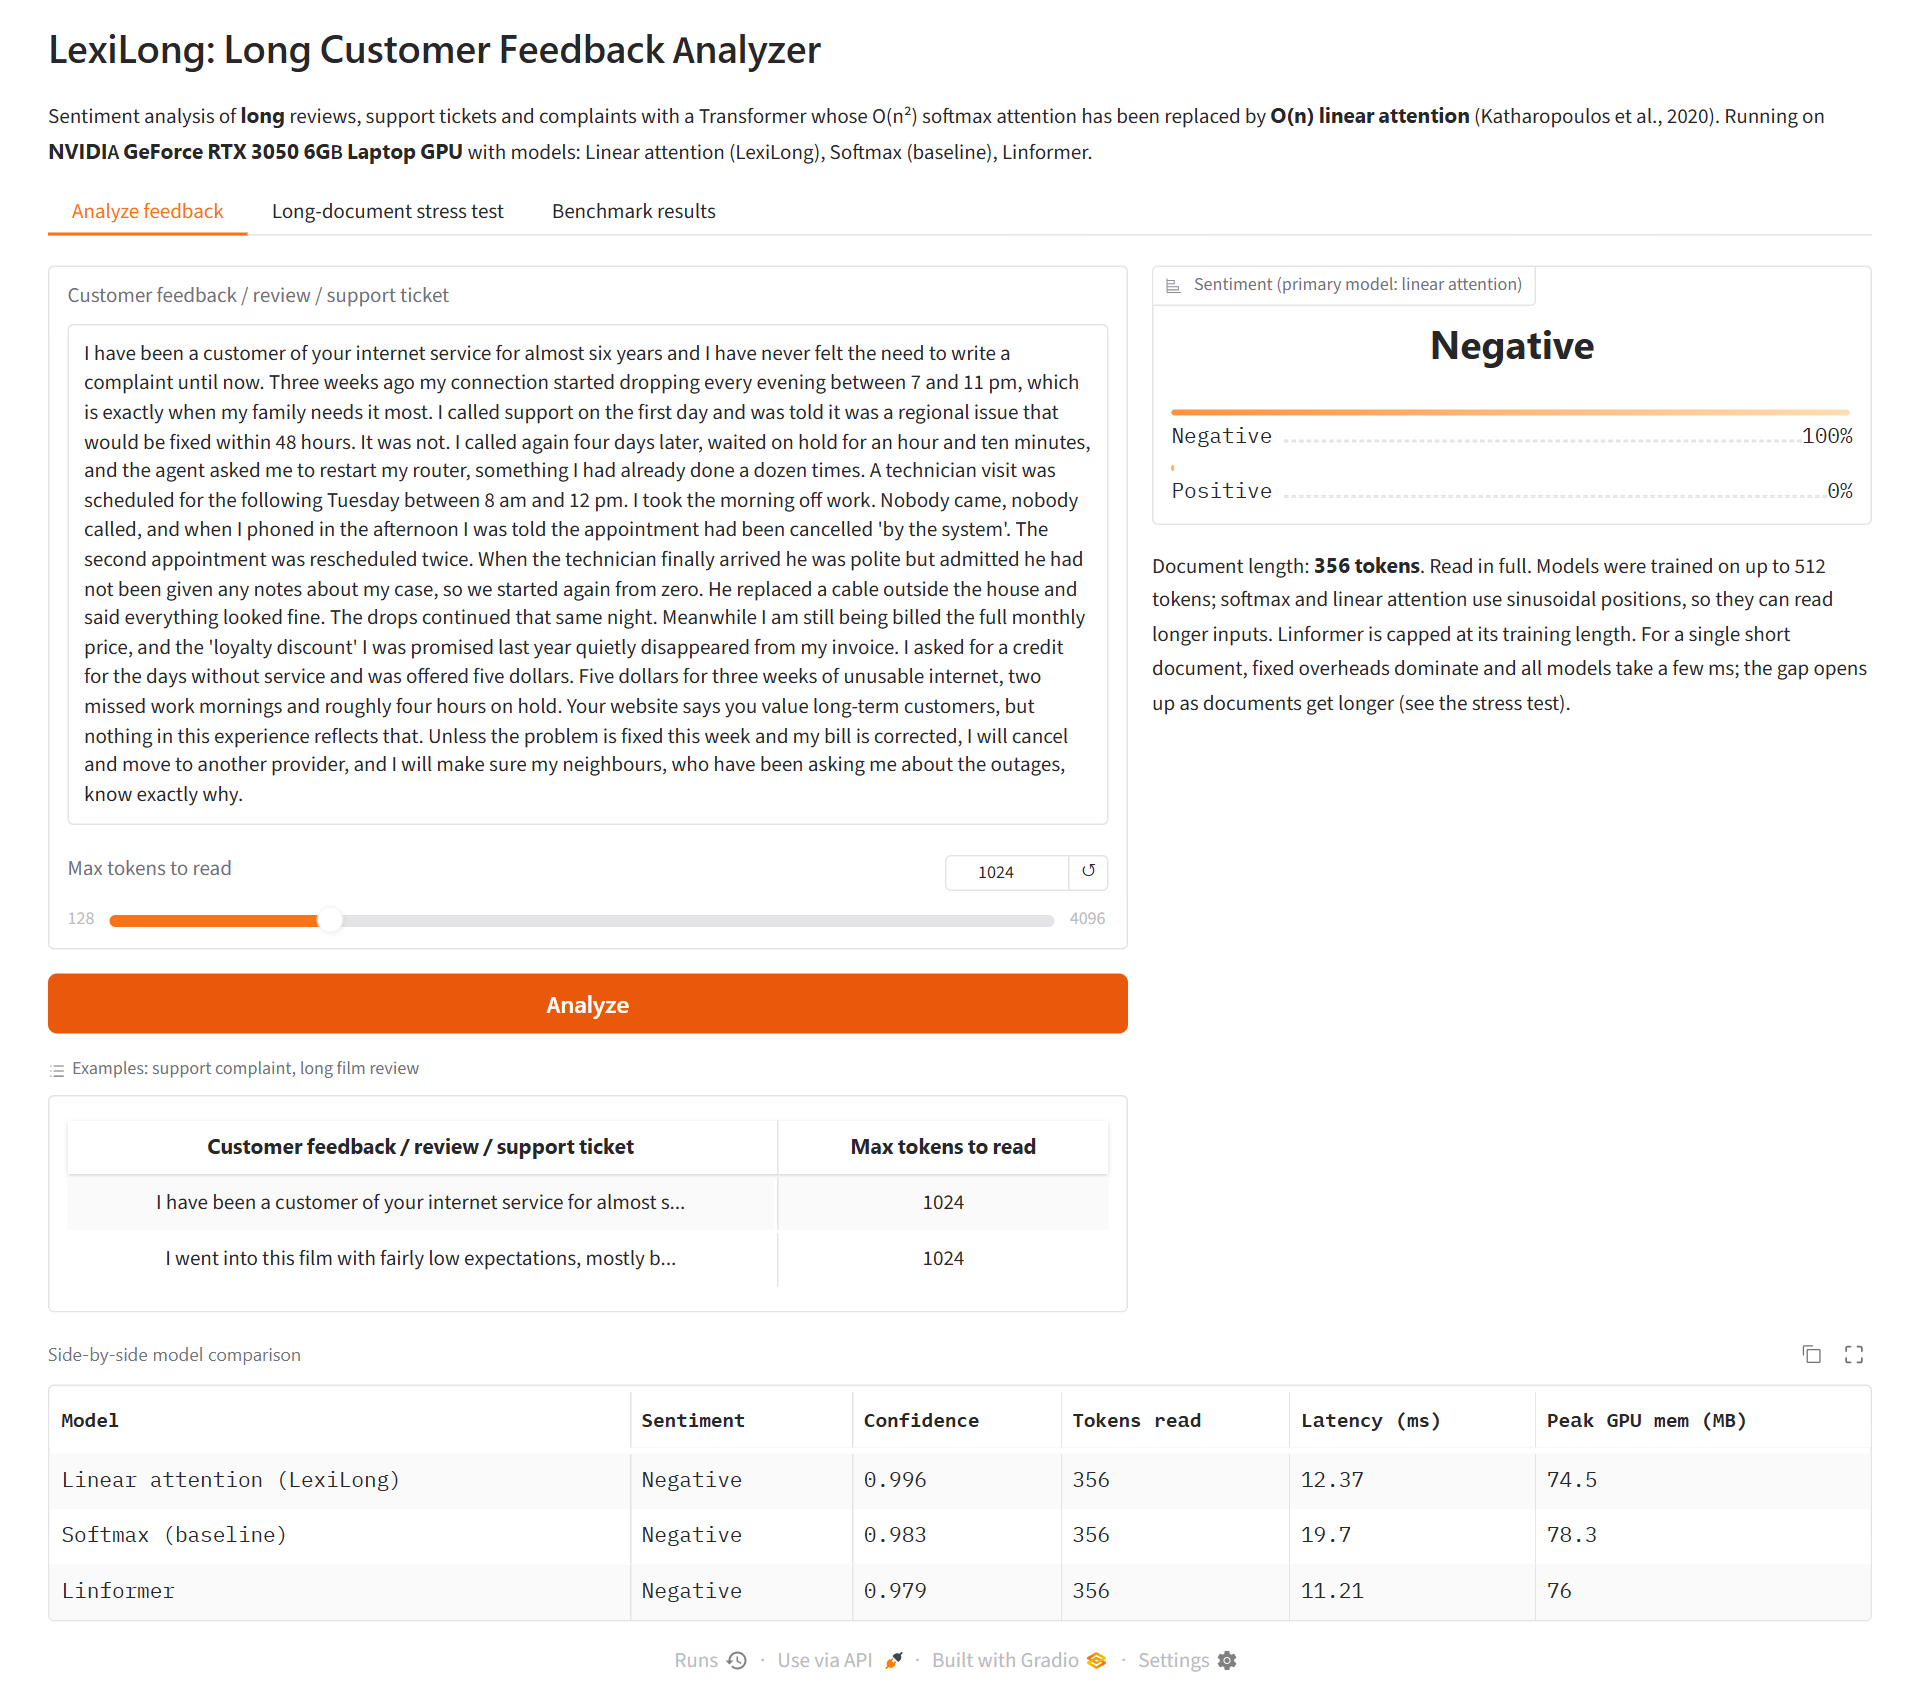 LexiLong: Long Customer Feedback Analyzer
Sentiment analysis of long reviews, support tickets and complaints with a Transformer whose O(n²) softmax attention has been replaced by O(n) linear attention (Katharopoulos et al., 2020). Running on
NVIDIA GeForce RTX 3050 6GB Laptop GPU with models: Linear attention (LexiLong), Softmax (baseline), Linformer.
Analyze feedback
Long-document stress test
Benchmark results
Customer feedback / review / support ticket
I have been a customer of your internet service for almost six years and I have never felt the need to write a
complaint until now. Three weeks ago my connection started dropping every evening between 7 and 11 pm, which
is exactly when my family needs it most. I called support on the first day and was told it was a regional issue that
would be fixed within 48 hours. It was not. I called again four days later, waited on hold for an hour and ten minutes,
and the agent asked me to restart my router, something I had already done a dozen times. A technician visit was
scheduled for the following Tuesday between 8 am and 12 pm. I took the morning off work. Nobody came, nobody
called, and when I phoned in the afternoon I was told the appointment had been cancelled 'by the system'. The
second appointment was rescheduled twice. When the technician finally arrived he was polite but admitted he had
not been given any notes about my case, so we started again from zero. He replaced a cable outside the house and
said everything looked fine. The drops continued that same night. Meanwhile I am still being billed the full monthly
price, and the 'loyalty discount' I was promised last year quietly disappeared from my invoice. I asked for a credit
for the days without service and was offered five dollars. Five dollars for three weeks of unusable internet, two
missed work mornings and roughly four hours on hold. Your website says you value long-term customers, but
nothing in this experience reflects that. Unless the problem is fixed this week and my bill is corrected, I will cancel
and move to another provider, and I will make sure my neighbours, who have been asking me about the outages,
know exactly why.
Max tokens to read
1024
128
4096
Analyze
Sentiment (primary model: linear attention)
Negative
Negative 100%
Positive 0%
Document length: 356 tokens. Read in full. Models were trained on up to 512
tokens; softmax and linear attention use sinusoidal positions, so they can read
longer inputs. Linformer is capped at its training length. For a single short
document, fixed overheads dominate and all models take a few ms; the gap opens
up as documents get longer (see the stress test).
Examples: support complaint, long film review
Customer feedback / review / support ticket Max tokens to read
I have been a customer of your internet service for almost s... 1024
I went into this film with fairly low expectations, mostly b... 1024
Side-by-side model comparison
Model Sentiment Confidence Tokens read Latency (ms) Peak GPU mem (MB)
Linear attention (LexiLong) Negative 0.996 356 12.37 74.5
Softmax (baseline) Negative 0.983 356 19.7 78.3
Linformer Negative 0.979 356 11.21 76
Runs · Use via API · Built with Gradio · Settings